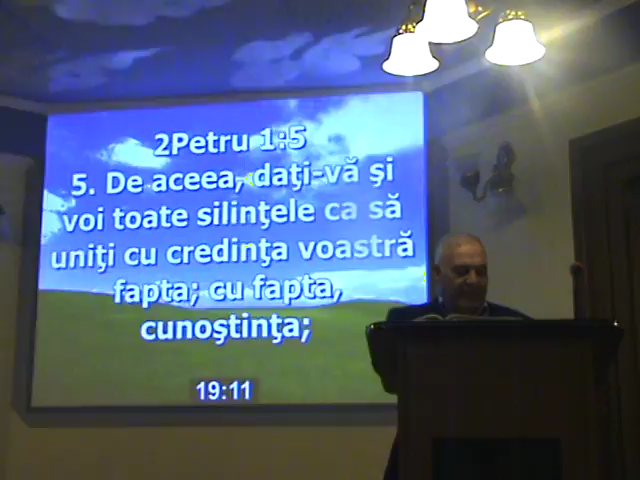 2Petru 1:5
5. De aceea, daţi-vă şi
voi toate silinţele ca să
uniţi cu credinţa voastră
fapta; cu fapta,
cunoştinţa;
19:11